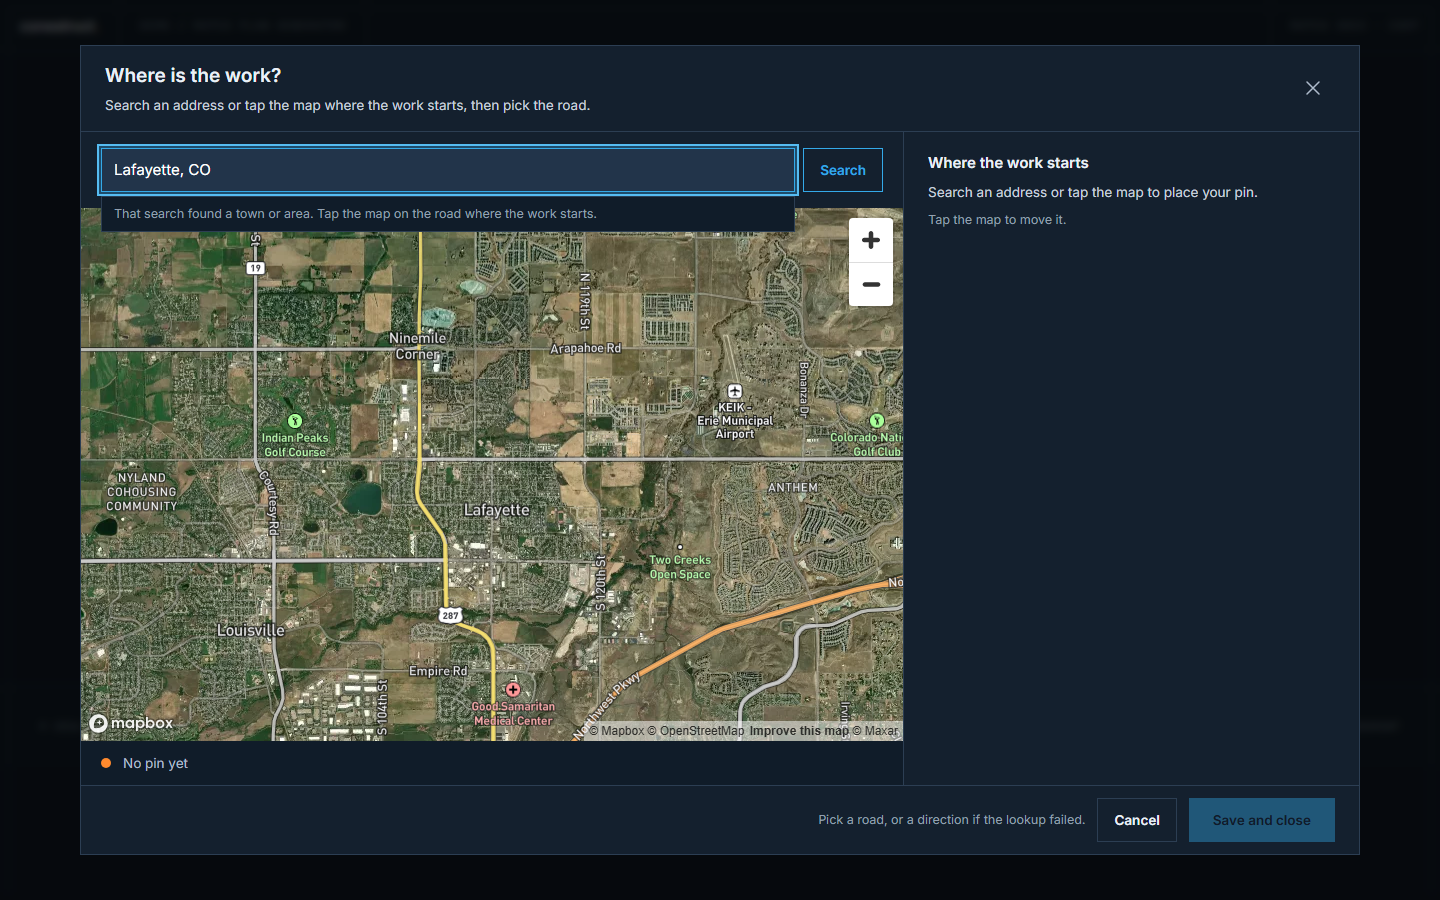 Where is the work?
Search an address or tap the map where the work starts, then pick the road.
Lafayette, CO
Search
That search found a town or area. Tap the map on the road where the work starts.
Where the work starts
Search an address or tap the map to place your pin.
Tap the map to move it.
St
19
N 119th St
Ninemile
Corner
Arapahoe Rd
Bonanza Dr
KEIK -
Erie Municipal
Airport
Indian Peaks
Golf Course
Colorado Nati
Golf Club
NYLAND
COHOUSING
COMMUNITY
Courtesy Rd
ANTHEM
Lafayette
Two Creeks
Open Space
S 120th St
No
287
Louisville
Empire Rd
Good Samaritan
Medical Center
S 104th St
Northwest Pkwy
mapbox
© Mapbox © OpenStreetMap Improve this map © Maxar
No pin yet
Pick a road, or a direction if the lookup failed.
Cancel
Save and close